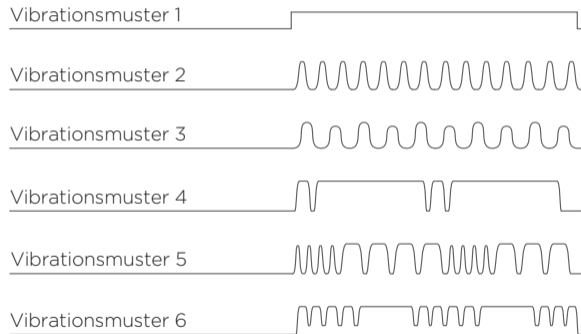 Vibrationsmuster 1
Vibrationsmuster 2
Vibrationsmuster 3
Vibrationsmuster 4
Vibrationsmuster 5
Vibrationsmuster 6